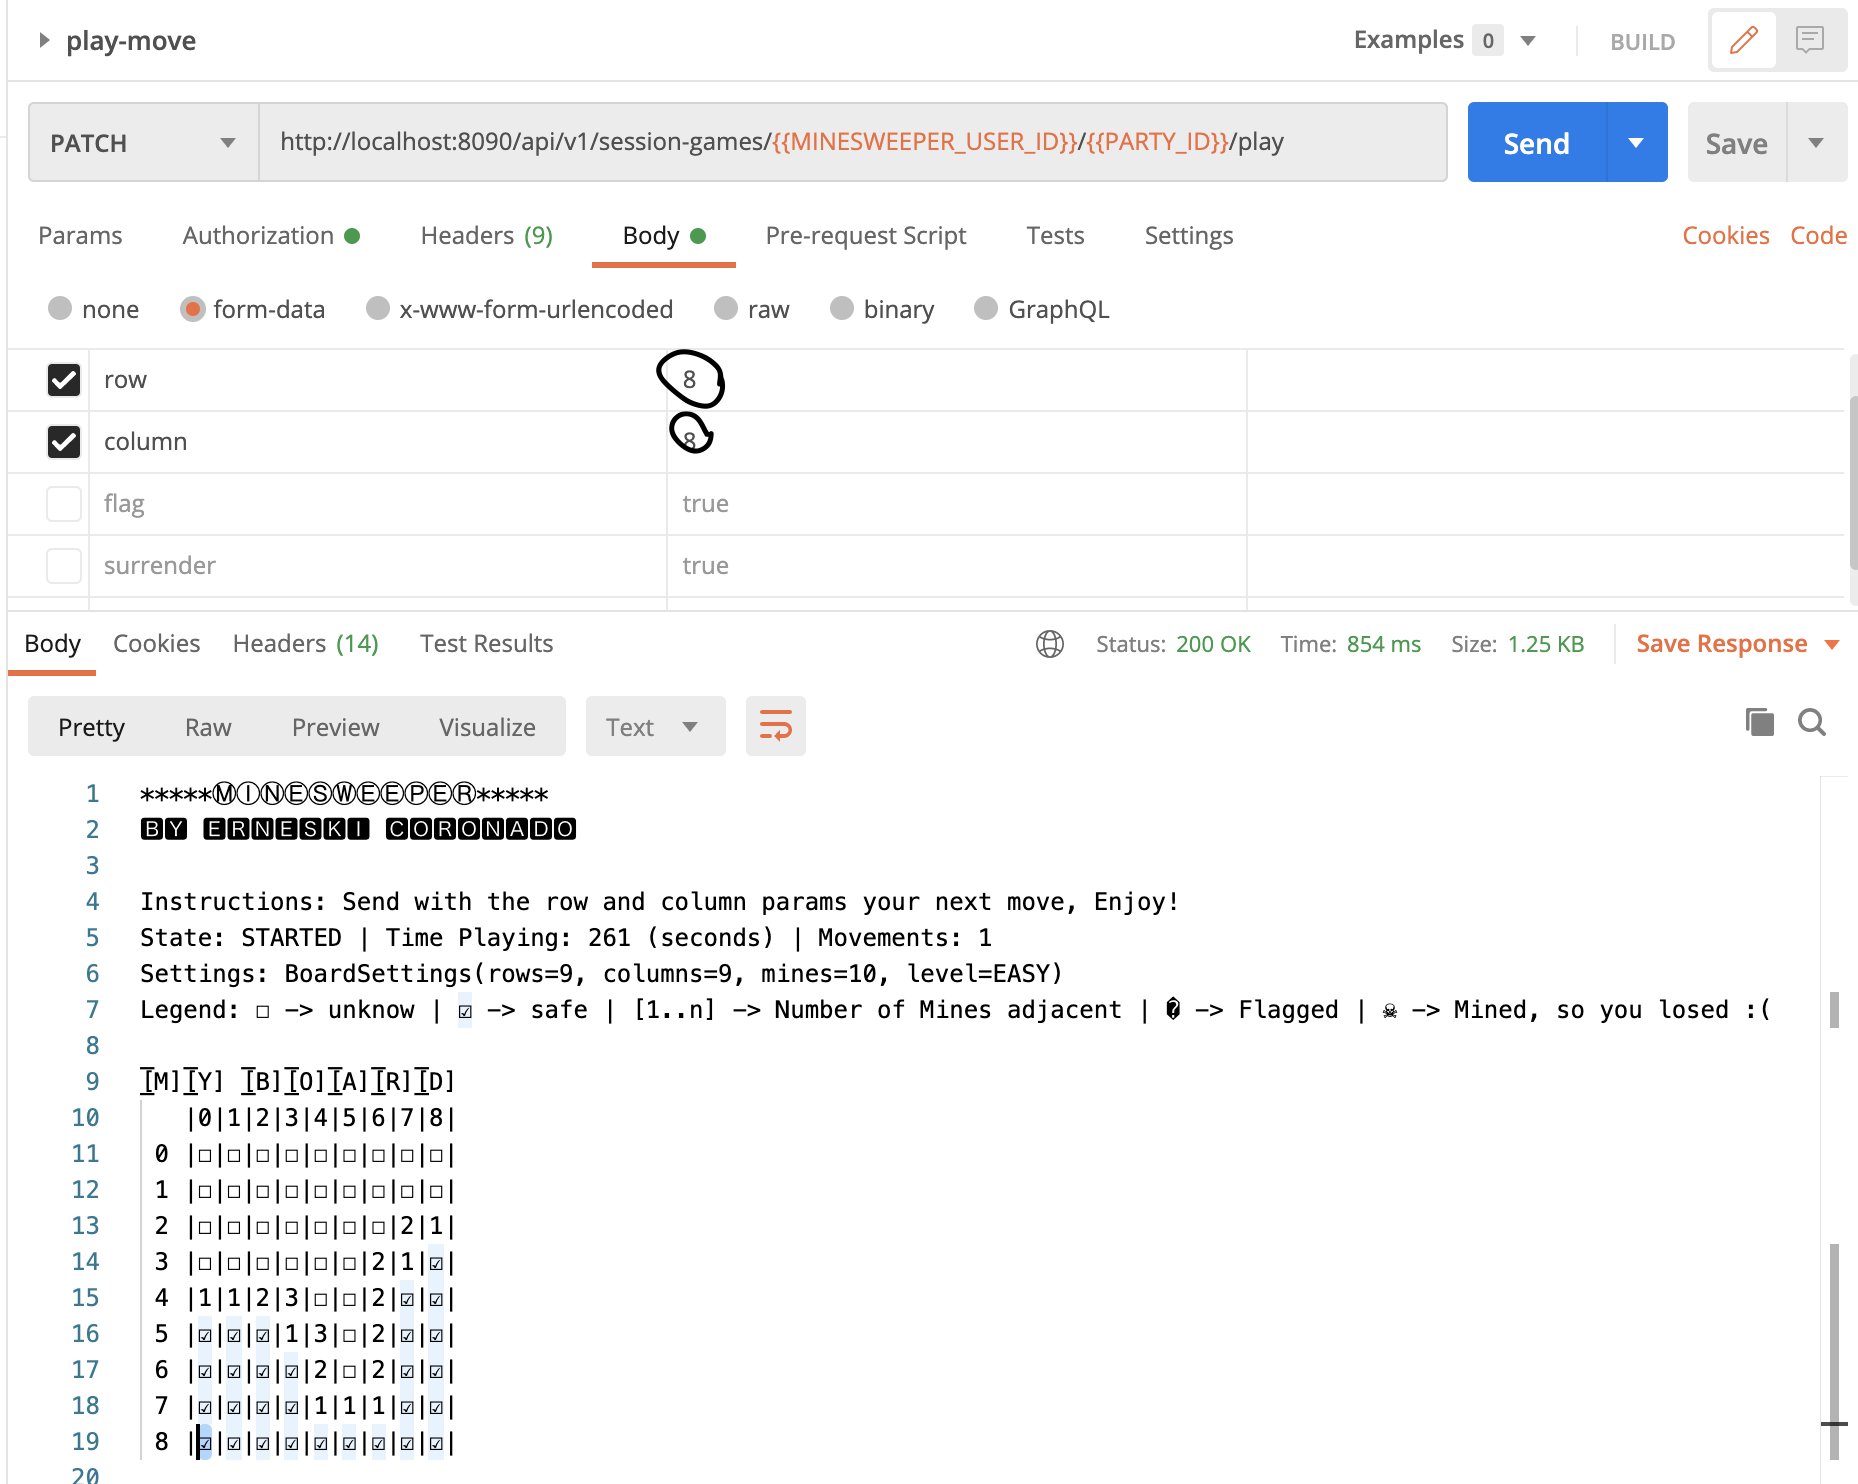 play-move Examples 0 BUILD
PATCH http://localhost:8090/api/v1/session-games/{{MINESWEEPER_USER_ID}}/{{PARTY_ID}}/play Send Save
Params Authorization Headers (9) Body Pre-request Script Tests Settings Cookies Code
none form-data x-www-form-urlencoded raw binary GraphQL
row 8
column 8
flag true
surrender true
Body Cookies Headers (14) Test Results Status: 200 OK Time: 854 ms Size: 1.25 KB Save Response
Pretty Raw Preview Visualize Text
1 *****ⓂⒾⓃⒺⓈⓌⒺⒺⓅⒺⓇ*****
2 🅱🆈 🅴🆁🅽🅴🆂🅺🅸 🅲🅾🆁🅾🅽🅰🅳🅾
3
4 Instructions: Send with the row and column params your next move, Enjoy!
5 State: STARTED | Time Playing: 261 (seconds) | Movements: 1
6 Settings: BoardSettings(rows=9, columns=9, mines=10, level=EASY)
7 Legend: □ –> unknow | ☑ –> safe | [1..n] –> Number of Mines adjacent | � –> Flagged | ☠ –> Mined, so you losed :(
8
9 [M][Y] [B][O][A][R][D]
10 |0|1|2|3|4|5|6|7|8|
11 0 |□|□|□|□|□|□|□|□|□|
12 1 |□|□|□|□|□|□|□|□|□|
13 2 |□|□|□|□|□|□|□|2|1|
14 3 |□|□|□|□|□|□|2|1|☑|
15 4 |1|1|2|3|□|□|2|☑|☑|
16 5 |☑|☑|☑|1|3|□|2|☑|☑|
17 6 |☑|☑|☑|☑|2|□|2|☑|☑|
18 7 |☑|☑|☑|☑|1|1|1|☑|☑|
19 8 |☑|☑|☑|☑|☑|☑|☑|☑|☑|
20